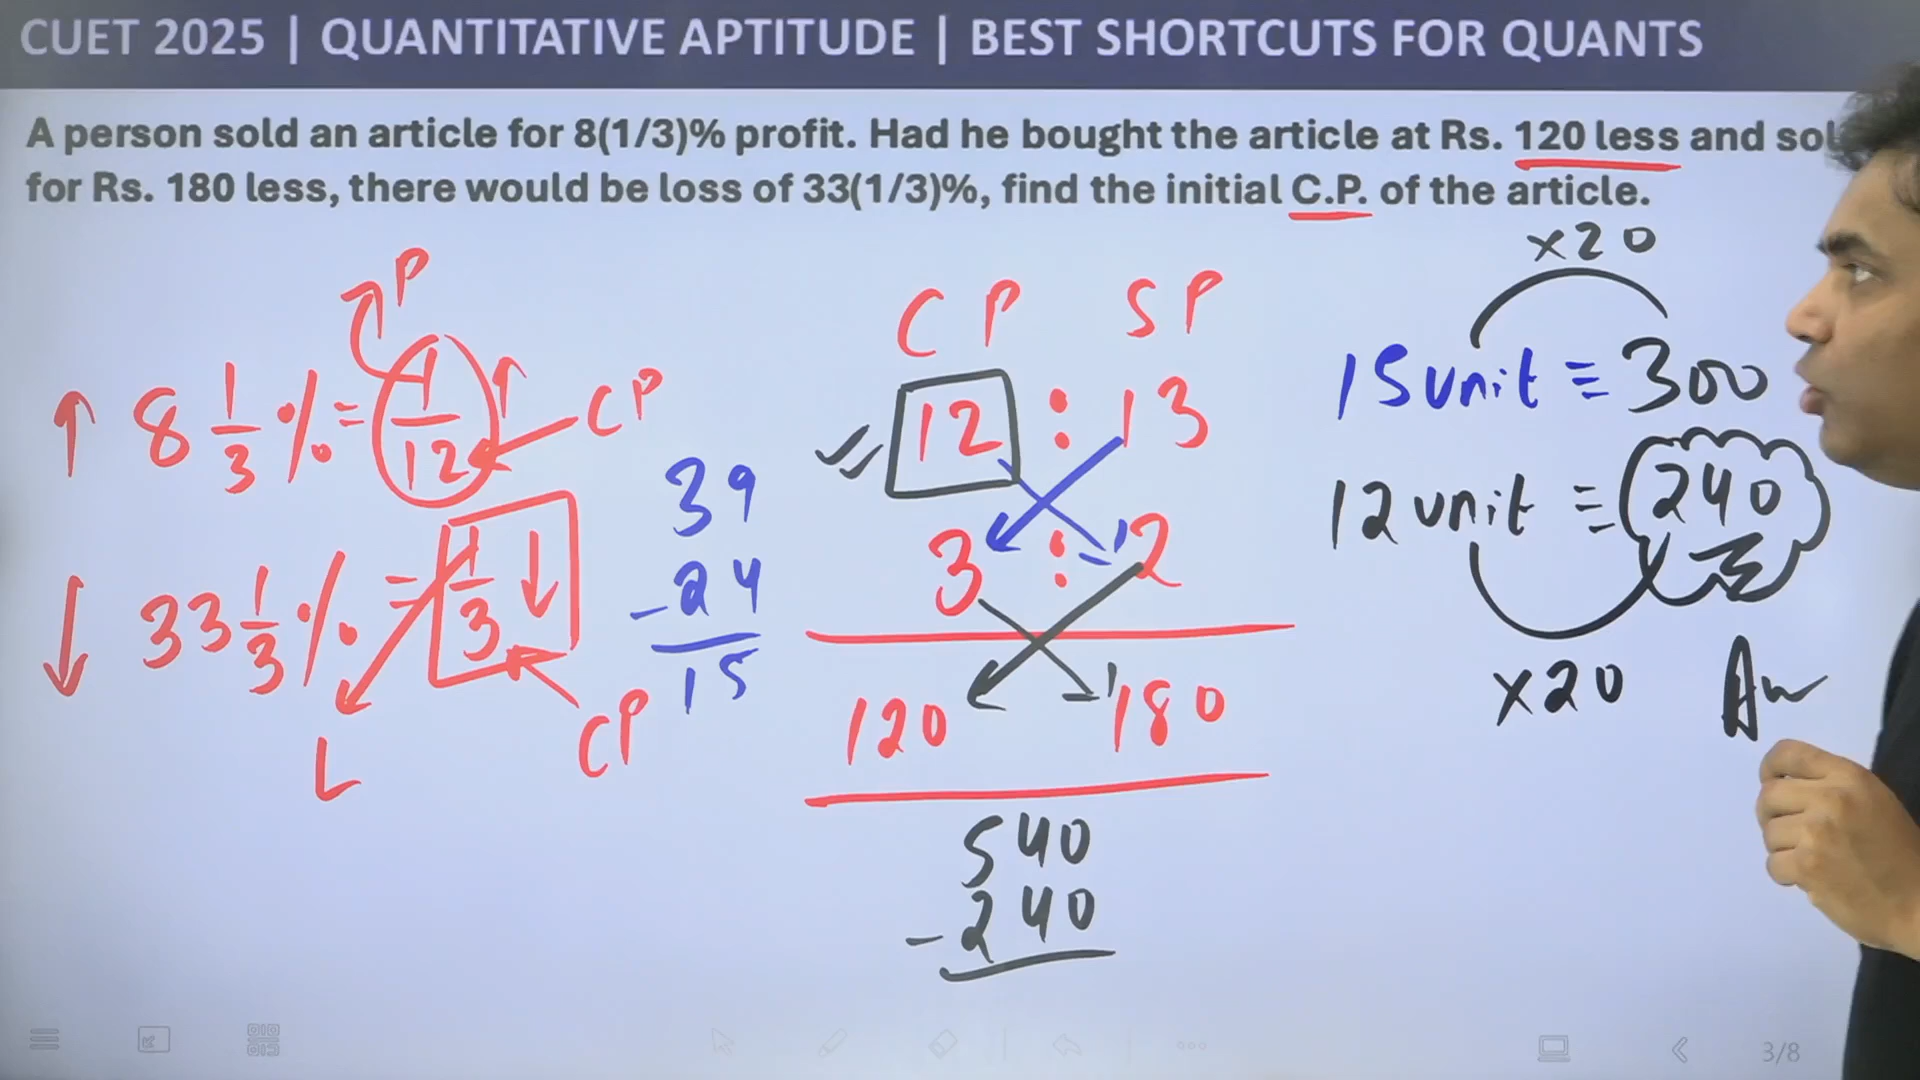 CUET 2025 | QUANTITATIVE APTITUDE | BEST SHORTCUTS FOR QUANTS
A person sold an article for 8(1/3)% profit. Had he bought the article at Rs. 120 less and sol
for Rs. 180 less, there would be loss of 33(1/3)%, find the initial C.P. of the article.
P
↑ 8 1/3 % = 1/12 ↑ CP
↓ 33 1/3 % = 1/3 ↓
L
CP
39
- 24
15
CP SP
12 : 13
3 : 2
120 180
540
- 240
×20
15 unit ≡ 300
12 unit ≡ 240
×20
3/8